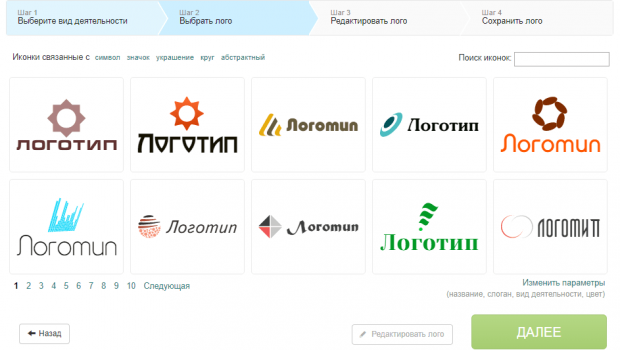 Шаг 1
Выберите вид деятельности
Шаг 2
Выбрать лого
Шаг 3
Редактировать лого
Шаг 4
Сохранить лого
Иконки связанные с символ значок украшение круг абстрактный
Поиск иконок:
ЛОГОТИП
ЛОГОТИП
Логотип
Логотип
Логотип
Логотип
Логотип
Логотип
Логотип
ЛОГОТИП
1 2 3 4 5 6 7 8 9 10 Следующая
Изменить параметры
(название, слоган, вид деятельности, цвет)
Назад
Редактировать лого
ДАЛЕЕ